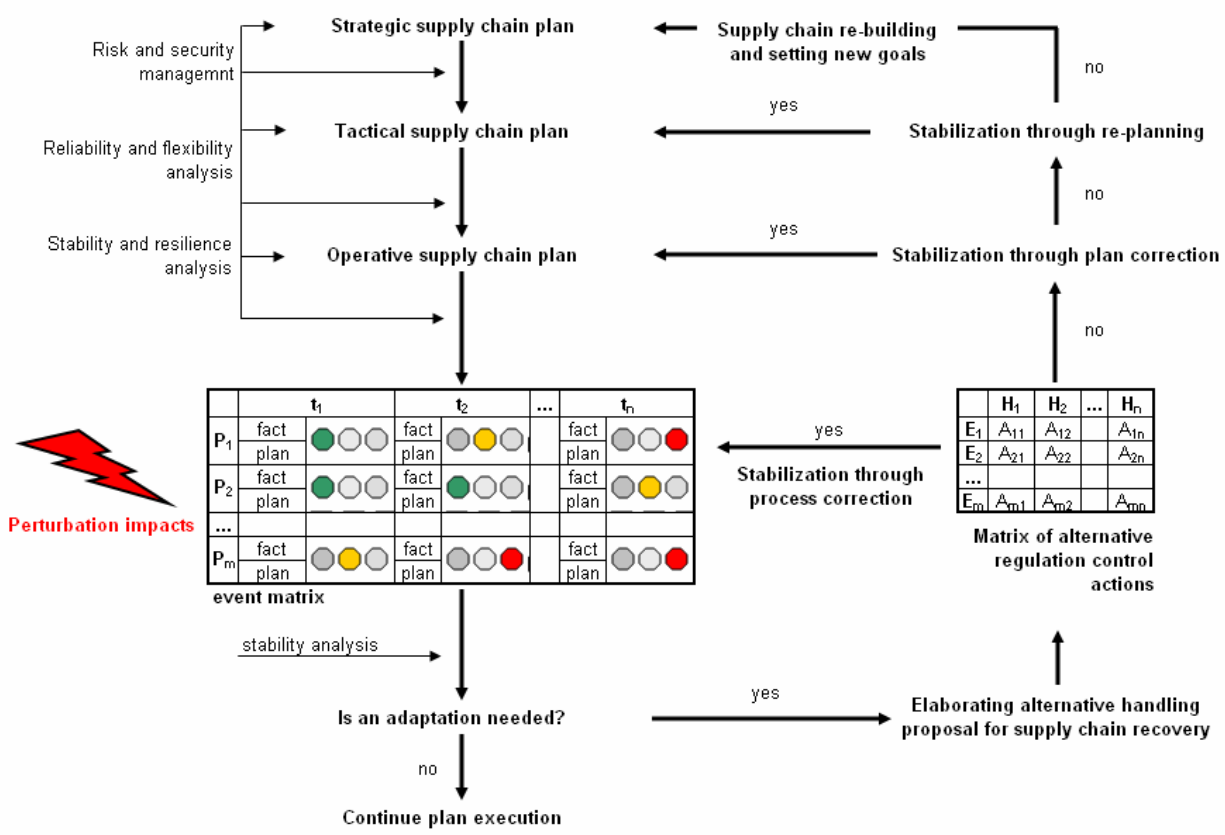 Strategic supply chain plan
Supply chain re-building
and setting new goals
Risk and security
managemnt
no
yes
Tactical supply chain plan
Stabilization through re-planning
Reliability and flexibility
analysis
no
yes
Stability and resilience
analysis
Operative supply chain plan
Stabilization through plan correction
no
t1 t2 ... tn
P1 fact fact fact
plan plan plan
P2 fact fact fact
plan plan plan
...
Pm fact fact fact
plan plan plan
event matrix
Perturbation impacts
yes
Stabilization through
process correction
H1 H2 ... Hn
E1 A11 A12 A1n
E2 A21 A22 A2n
...
Em Am1 Am2 Amn
Matrix of alternative
regulation control
actions
stability analysis
Is an adaptation needed?
yes
Elaborating alternative handling
proposal for supply chain recovery
no
Continue plan execution